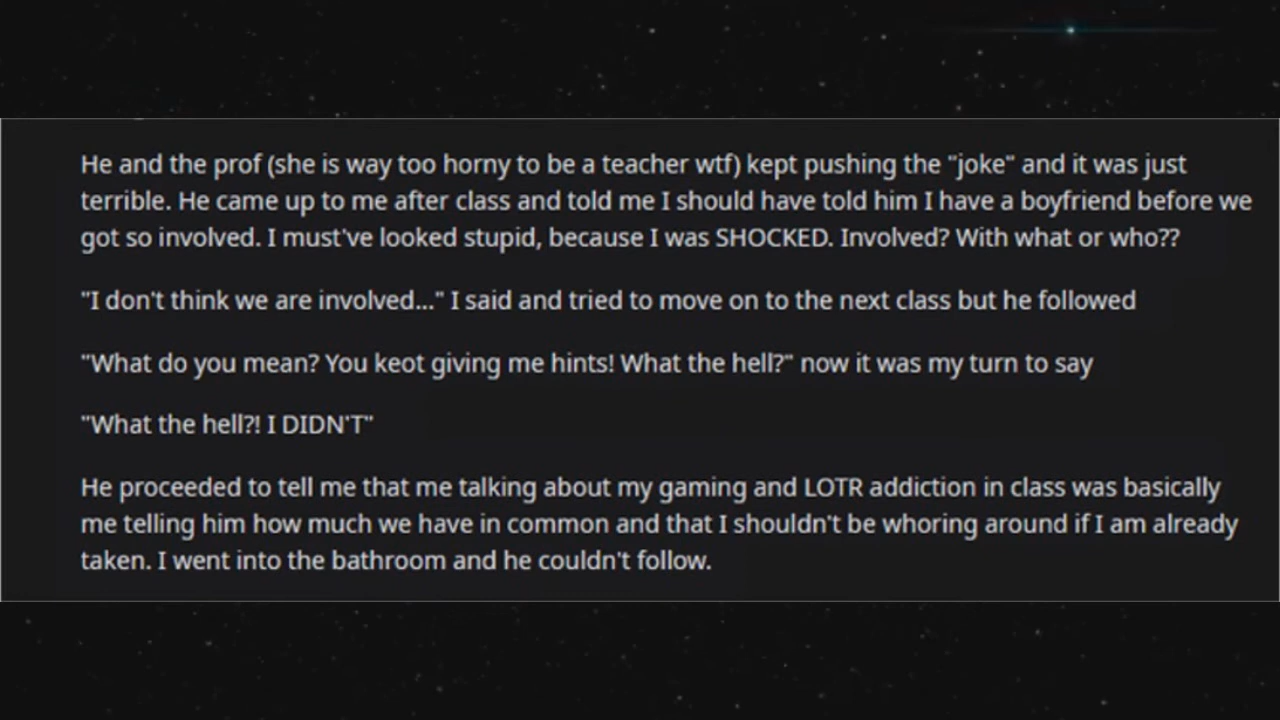 He and the prof (she is way too horny to be a teacher wtf) kept pushing the "joke" and it was just
terrible. He came up to me after class and told me I should have told him I have a boyfriend before we
got so involved. I must've looked stupid, because I was SHOCKED. Involved? With what or who??
"I don't think we are involved..." I said and tried to move on to the next class but he followed
"What do you mean? You keot giving me hints! What the hell?" now it was my turn to say
"What the hell?! I DIDN'T"
He proceeded to tell me that me talking about my gaming and LOTR addiction in class was basically
me telling him how much we have in common and that I shouldn't be whoring around if I am already
taken. I went into the bathroom and he couldn't follow.